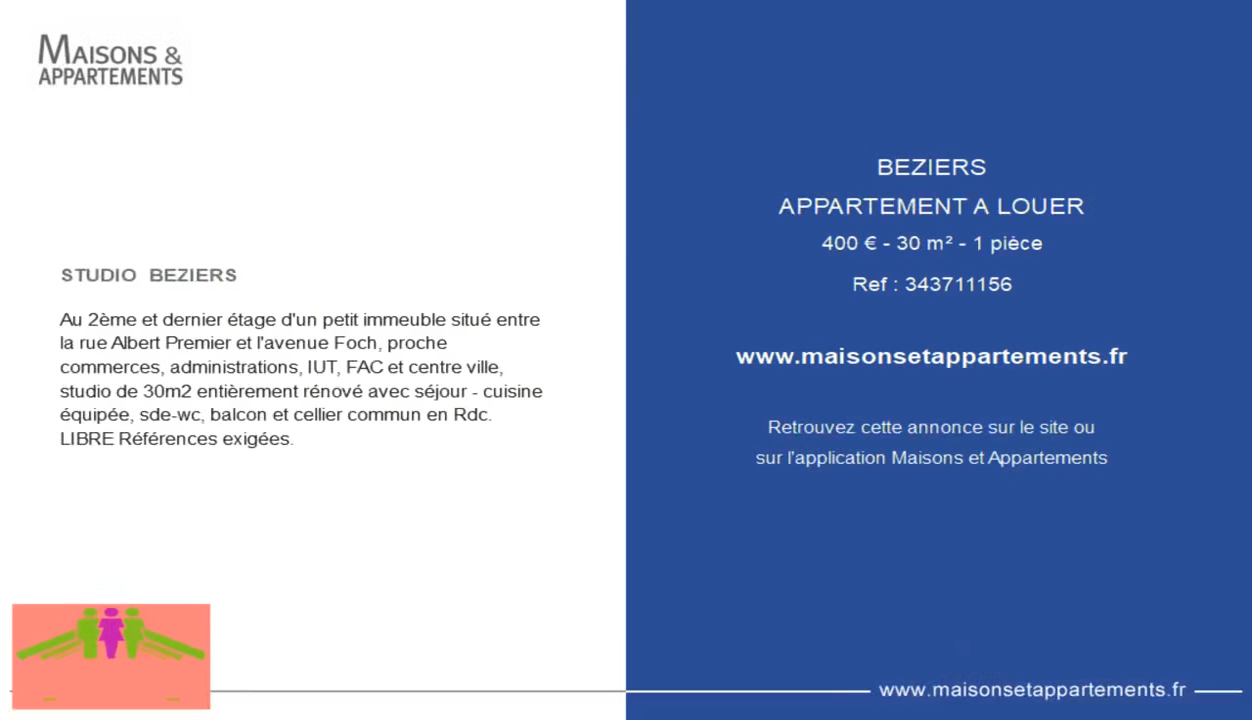 MAISONS &
APPARTEMENTS
STUDIO BEZIERS
Au 2ème et dernier étage d'un petit immeuble situé entre
la rue Albert Premier et l'avenue Foch, proche
commerces, administrations, IUT, FAC et centre ville,
studio de 30m2 entièrement rénové avec séjour - cuisine
équipée, sde-wc, balcon et cellier commun en Rdc.
LIBRE Références exigées.
BEZIERS
APPARTEMENT A LOUER
400 € - 30 m² - 1 pièce
Ref : 343711156
www.maisonsetappartements.fr
Retrouvez cette annonce sur le site ou
sur l'application Maisons et Appartements
www.maisonsetappartements.fr